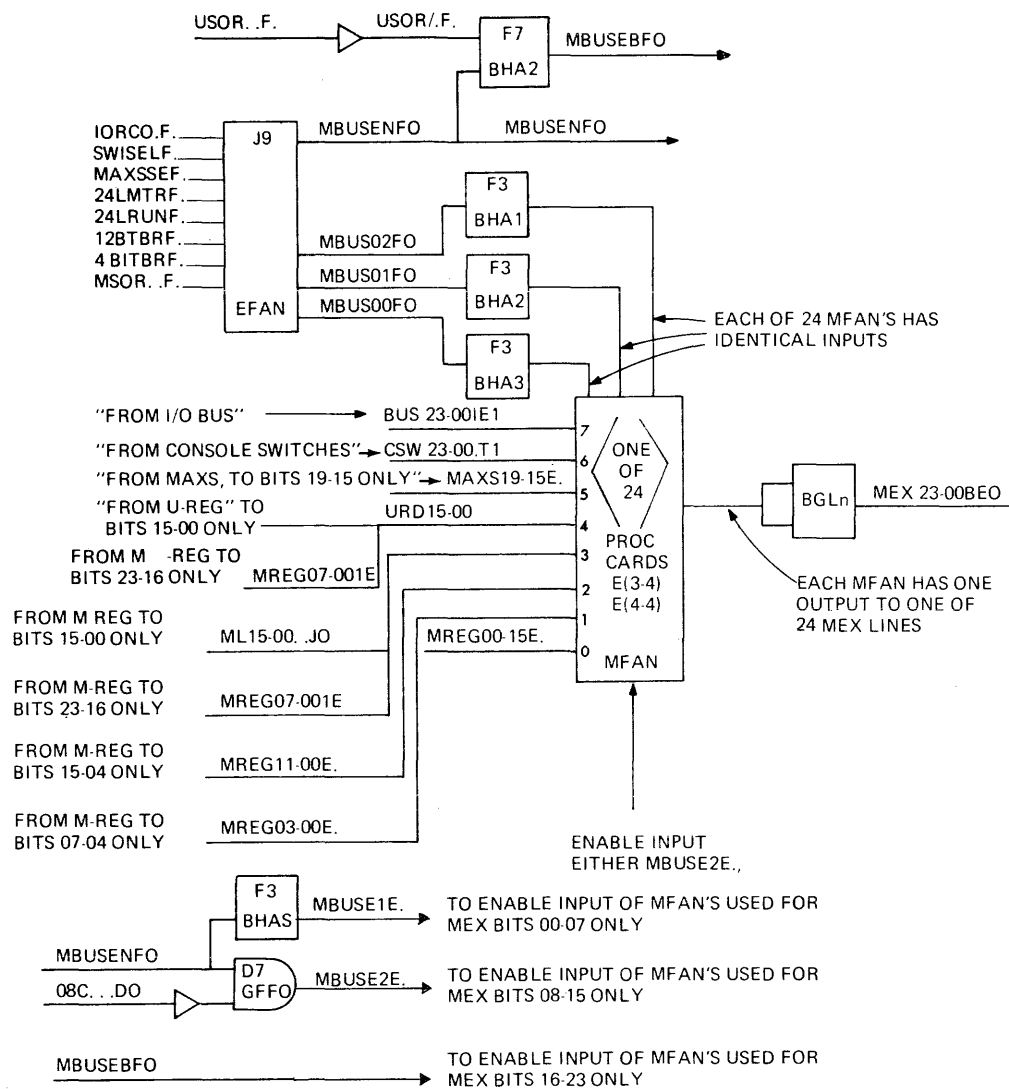 USOR. .F.
USOR/.F.
F7
BHA2
MBUSEBFO
IORCO.F.
SWISELF.
MAXSSEF.
24LMTRF.
24LRUNF.
12BTBRF.
4 BITBRF.
MSOR. .F.
J9
EFAN
MBUSENFO
MBUSENFO
MBUS02FO
MBUS01FO
MBUS00FO
F3
BHA1
F3
BHA2
F3
BHA3
EACH OF 24 MFAN'S HAS
IDENTICAL INPUTS
"FROM I/O BUS"
BUS 23-00IE1
"FROM CONSOLE SWITCHES"
CSW 23-00.T1
"FROM MAXS, TO BITS 19-15 ONLY"
MAXS19-15E.
"FROM U-REG" TO
BITS 15-00 ONLY
URD15-00
FROM M -REG TO
BITS 23-16 ONLY
MREG07-001E
FROM M REG TO
BITS 15-00 ONLY
ML15-00. .JO
FROM M-REG TO
BITS 23-16 ONLY
MREG07-001E
FROM M-REG TO
BITS 15-04 ONLY
MREG11-00E.
FROM M-REG TO
BITS 07-04 ONLY
MREG03-00E.
MREG00-15E.
7
6
5
4
3
2
1
0
ONE
OF
24
PROC
CARDS
E(3-4)
E(4-4)
MFAN
BGLn
MEX 23-00BEO
EACH MFAN HAS ONE
OUTPUT TO ONE OF
24 MEX LINES
ENABLE INPUT
EITHER MBUSE2E.,
F3
BHAS
MBUSE1E.
TO ENABLE INPUT OF MFAN'S USED FOR
MEX BITS 00-07 ONLY
MBUSENFO
08C. . .DO
D7
GFFO
MBUSE2E.
TO ENABLE INPUT OF MFAN'S USED FOR
MEX BITS 08-15 ONLY
MBUSEBFO
TO ENABLE INPUT OF MFAN'S USED FOR
MEX BITS 16-23 ONLY